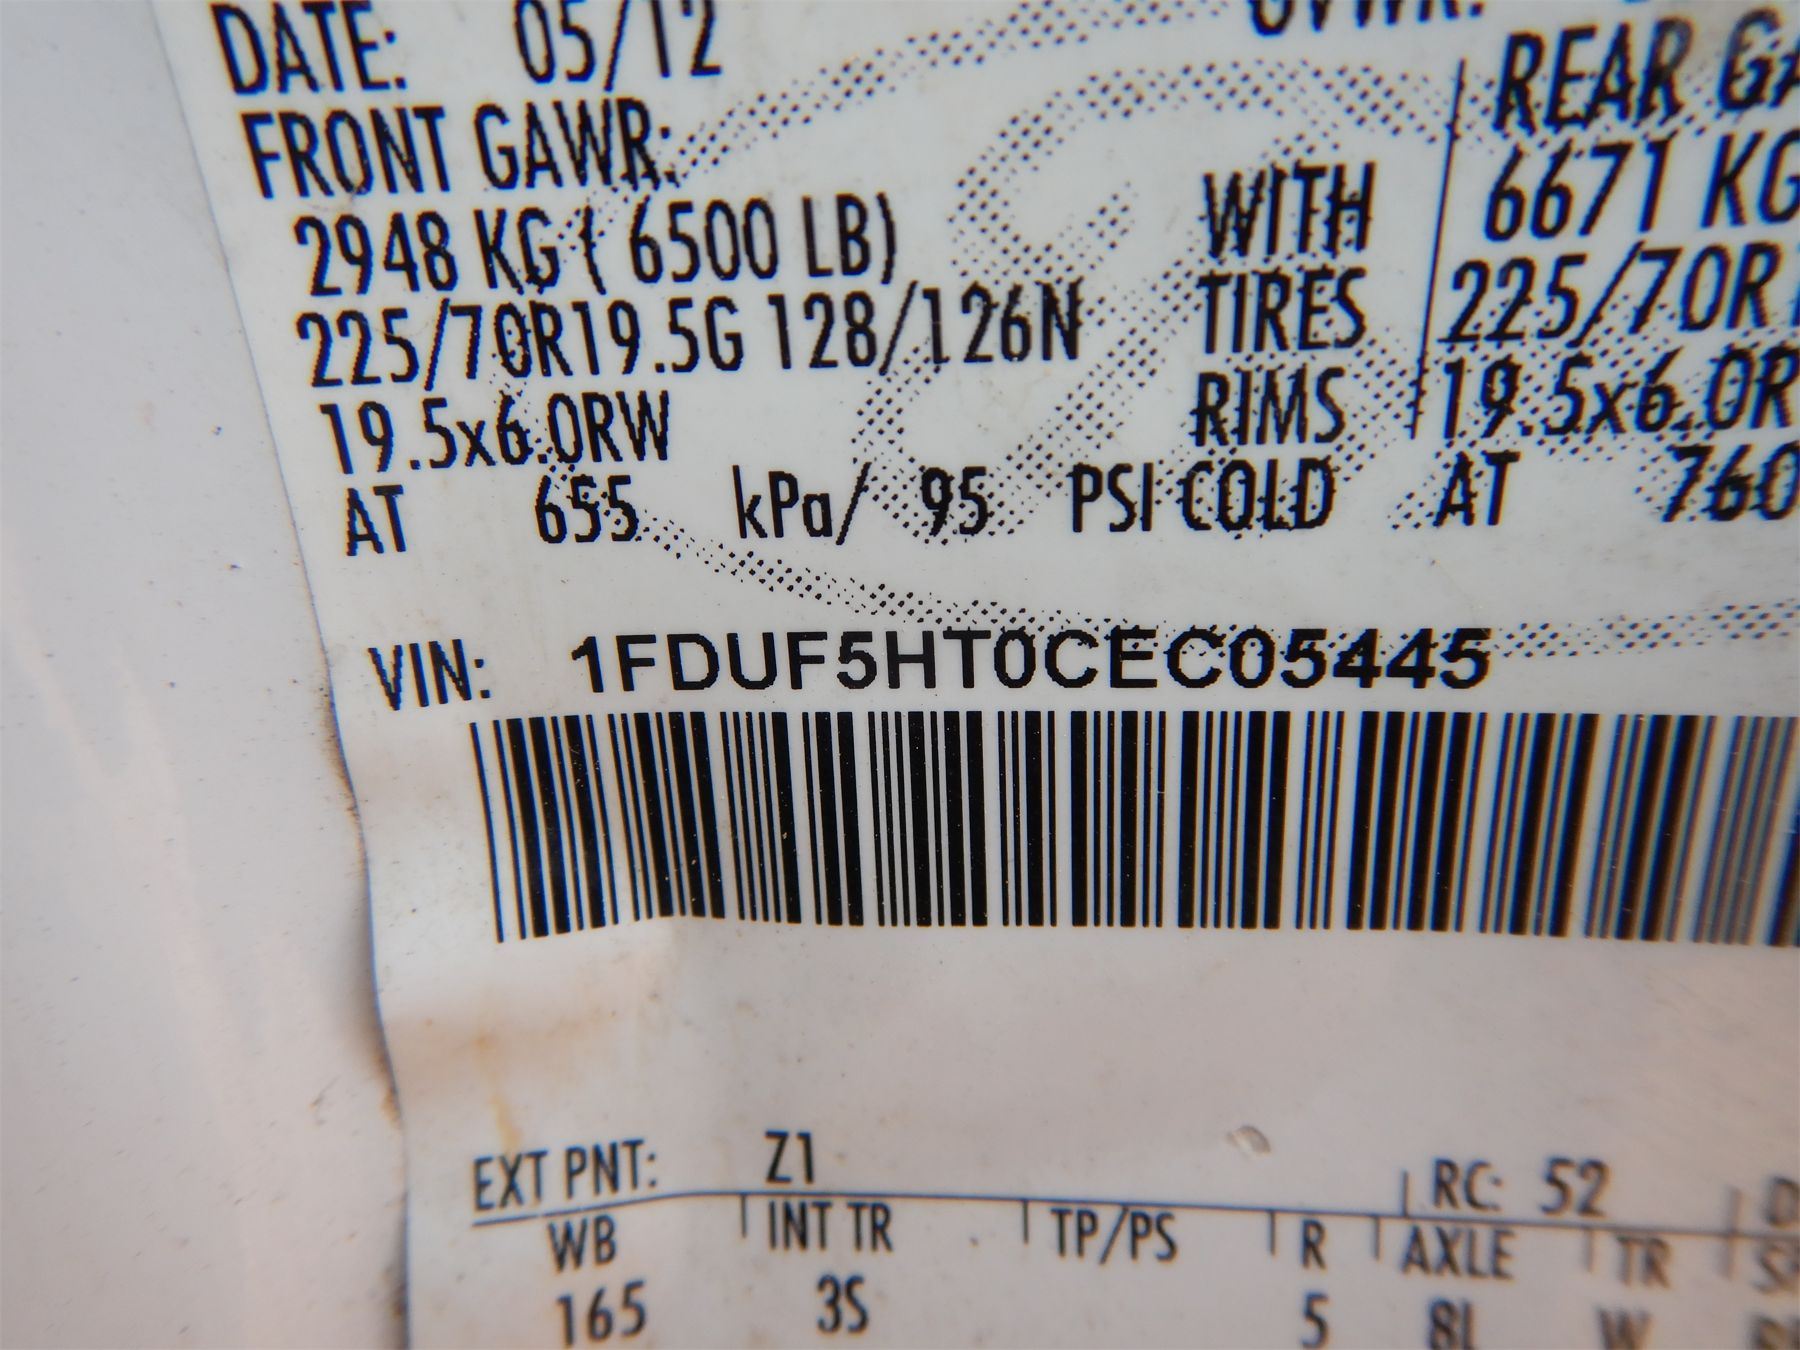 DATE: 05/12 GVWR:
FRONT GAWR: REAR
2948 KG ( 6500 LB) WITH 6671 KG
225/70R19.5G 128/126N TIRES 225/70R
19.5x6.0RW RIMS 19.5x6.0R
AT 655 kPa/ 95 PSI COLD AT 760
VIN: 1FDUF5HT0CEC05445
EXT PNT: Z1 RC: 52
WB INT TR TP/PS R AXLE TR
165 3S 5 8L W